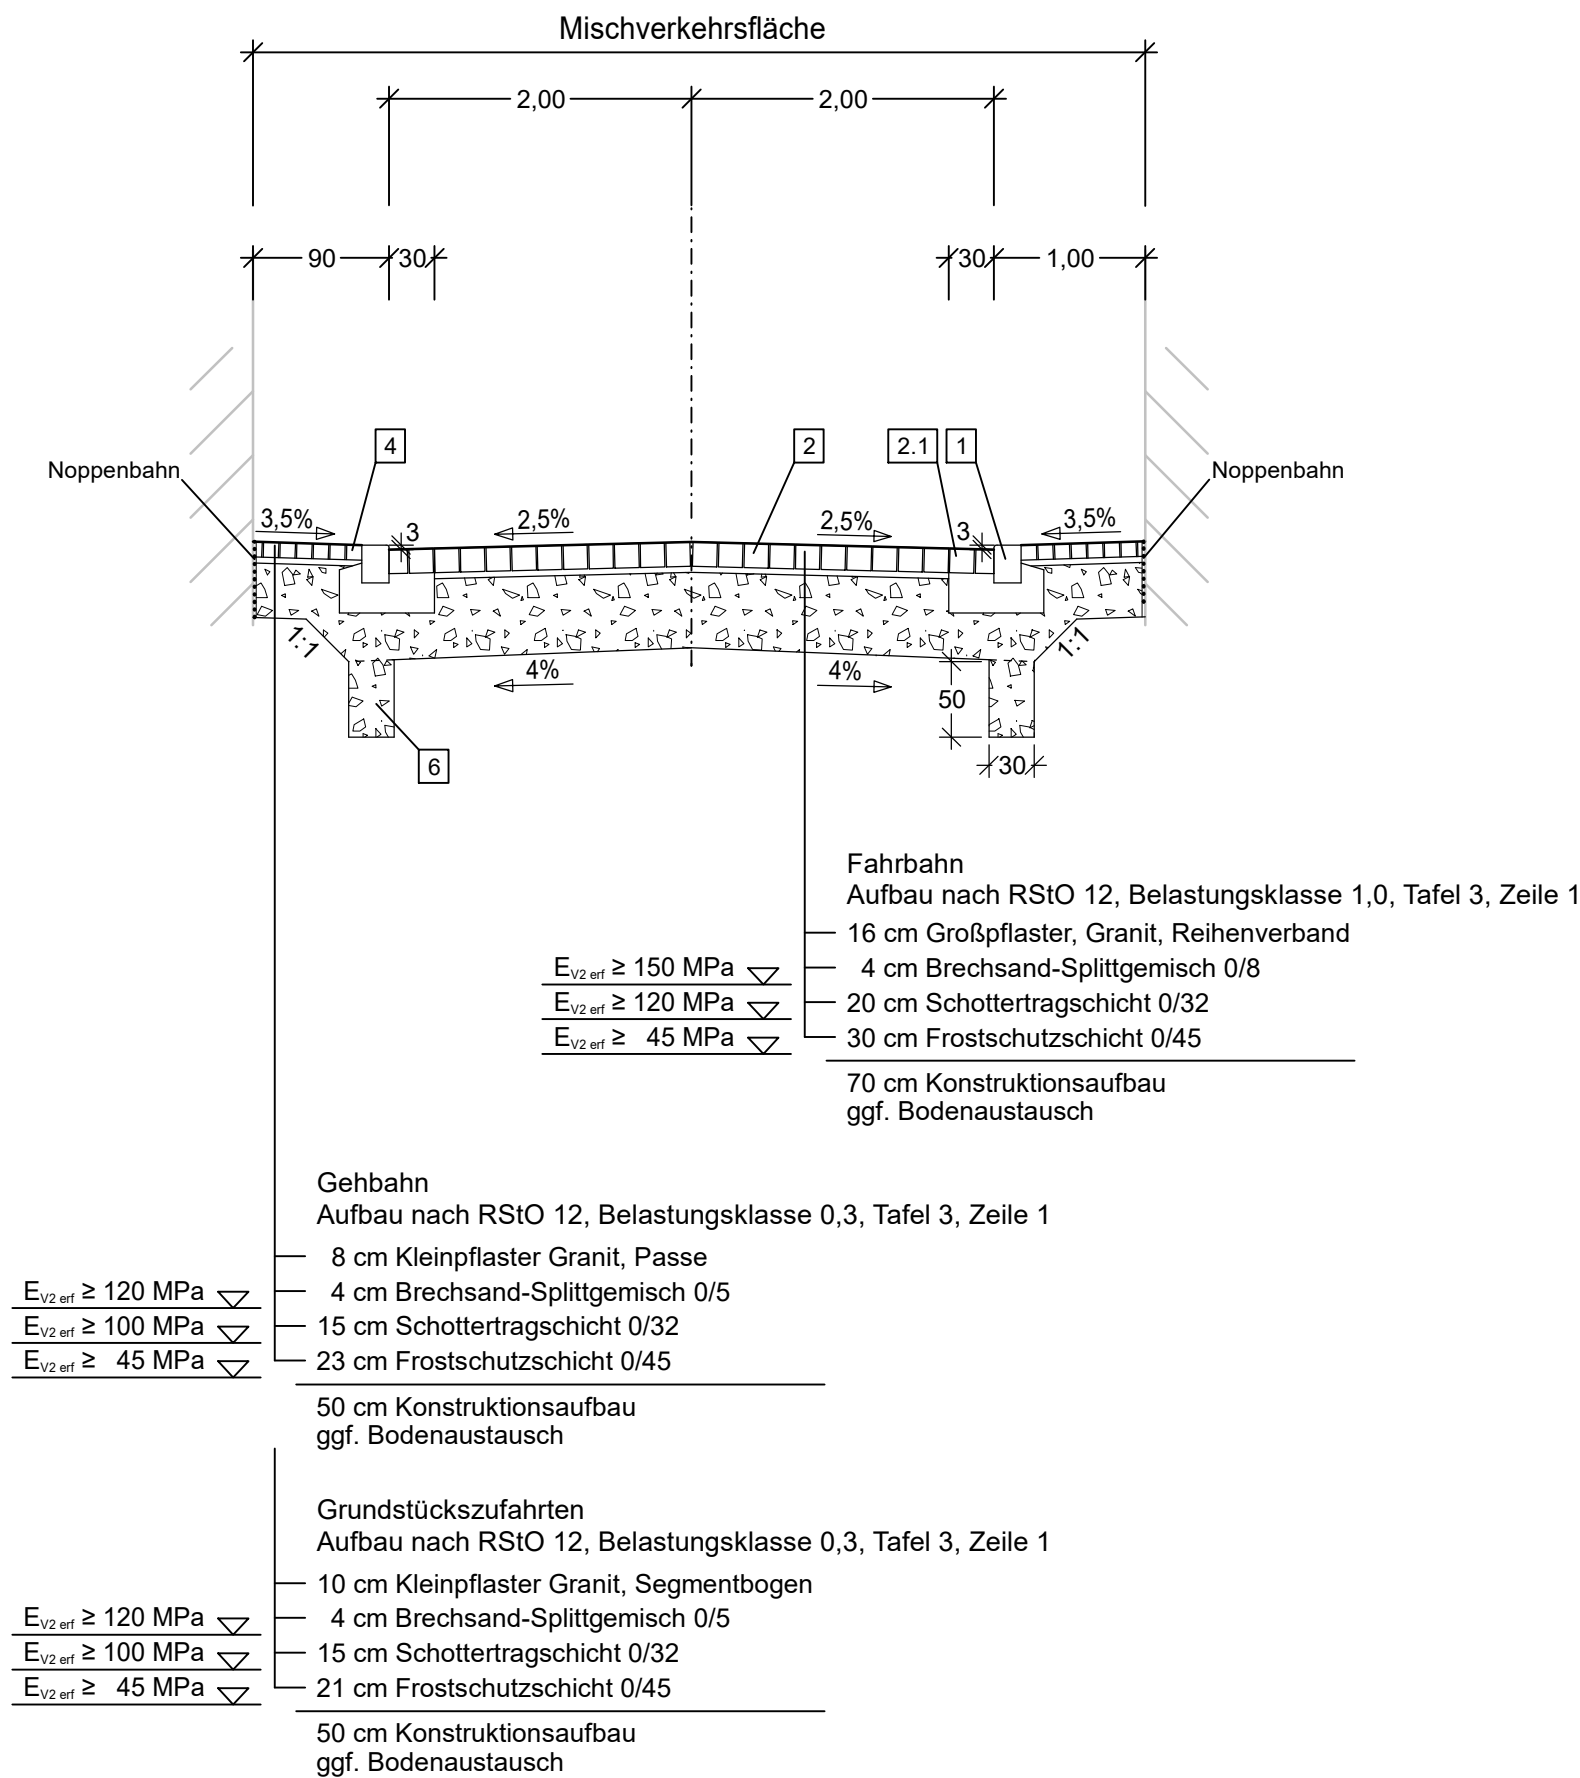 Mischverkehrsfläche
2,00 2,00
90 30 30 1,00
4 2 2.1 1
Noppenbahn Noppenbahn
3,5% 3 2,5% 2,5% 3 3,5%
1:1 1:1
4% 4%
50
6 30
Fahrbahn
Aufbau nach RStO 12, Belastungsklasse 1,0, Tafel 3, Zeile 1
16 cm Großpflaster, Granit, Reihenverband
EV2 erf ≥ 150 MPa 4 cm Brechsand-Splittgemisch 0/8
EV2 erf ≥ 120 MPa 20 cm Schottertragschicht 0/32
EV2 erf ≥ 45 MPa 30 cm Frostschutzschicht 0/45
70 cm Konstruktionsaufbau
ggf. Bodenaustausch
Gehbahn
Aufbau nach RStO 12, Belastungsklasse 0,3, Tafel 3, Zeile 1
8 cm Kleinpflaster Granit, Passe
EV2 erf ≥ 120 MPa 4 cm Brechsand-Splittgemisch 0/5
EV2 erf ≥ 100 MPa 15 cm Schottertragschicht 0/32
EV2 erf ≥ 45 MPa 23 cm Frostschutzschicht 0/45
50 cm Konstruktionsaufbau
ggf. Bodenaustausch
Grundstückszufahrten
Aufbau nach RStO 12, Belastungsklasse 0,3, Tafel 3, Zeile 1
10 cm Kleinpflaster Granit, Segmentbogen
EV2 erf ≥ 120 MPa 4 cm Brechsand-Splittgemisch 0/5
EV2 erf ≥ 100 MPa 15 cm Schottertragschicht 0/32
EV2 erf ≥ 45 MPa 21 cm Frostschutzschicht 0/45
50 cm Konstruktionsaufbau
ggf. Bodenaustausch